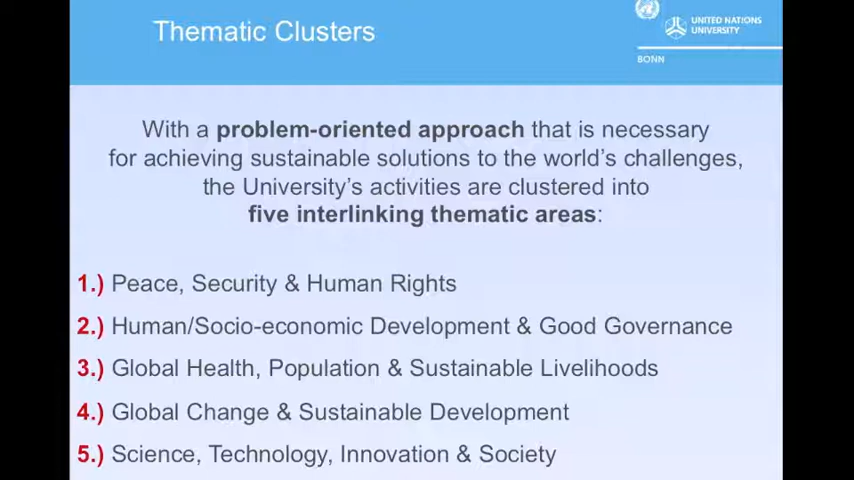 Thematic Clusters
UNITED NATIONS
UNIVERSITY
BONN
With a problem-oriented approach that is necessary
for achieving sustainable solutions to the world's challenges,
the University's activities are clustered into
five interlinking thematic areas:
1.) Peace, Security & Human Rights
2.) Human/Socio-economic Development & Good Governance
3.) Global Health, Population & Sustainable Livelihoods
4.) Global Change & Sustainable Development
5.) Science, Technology, Innovation & Society